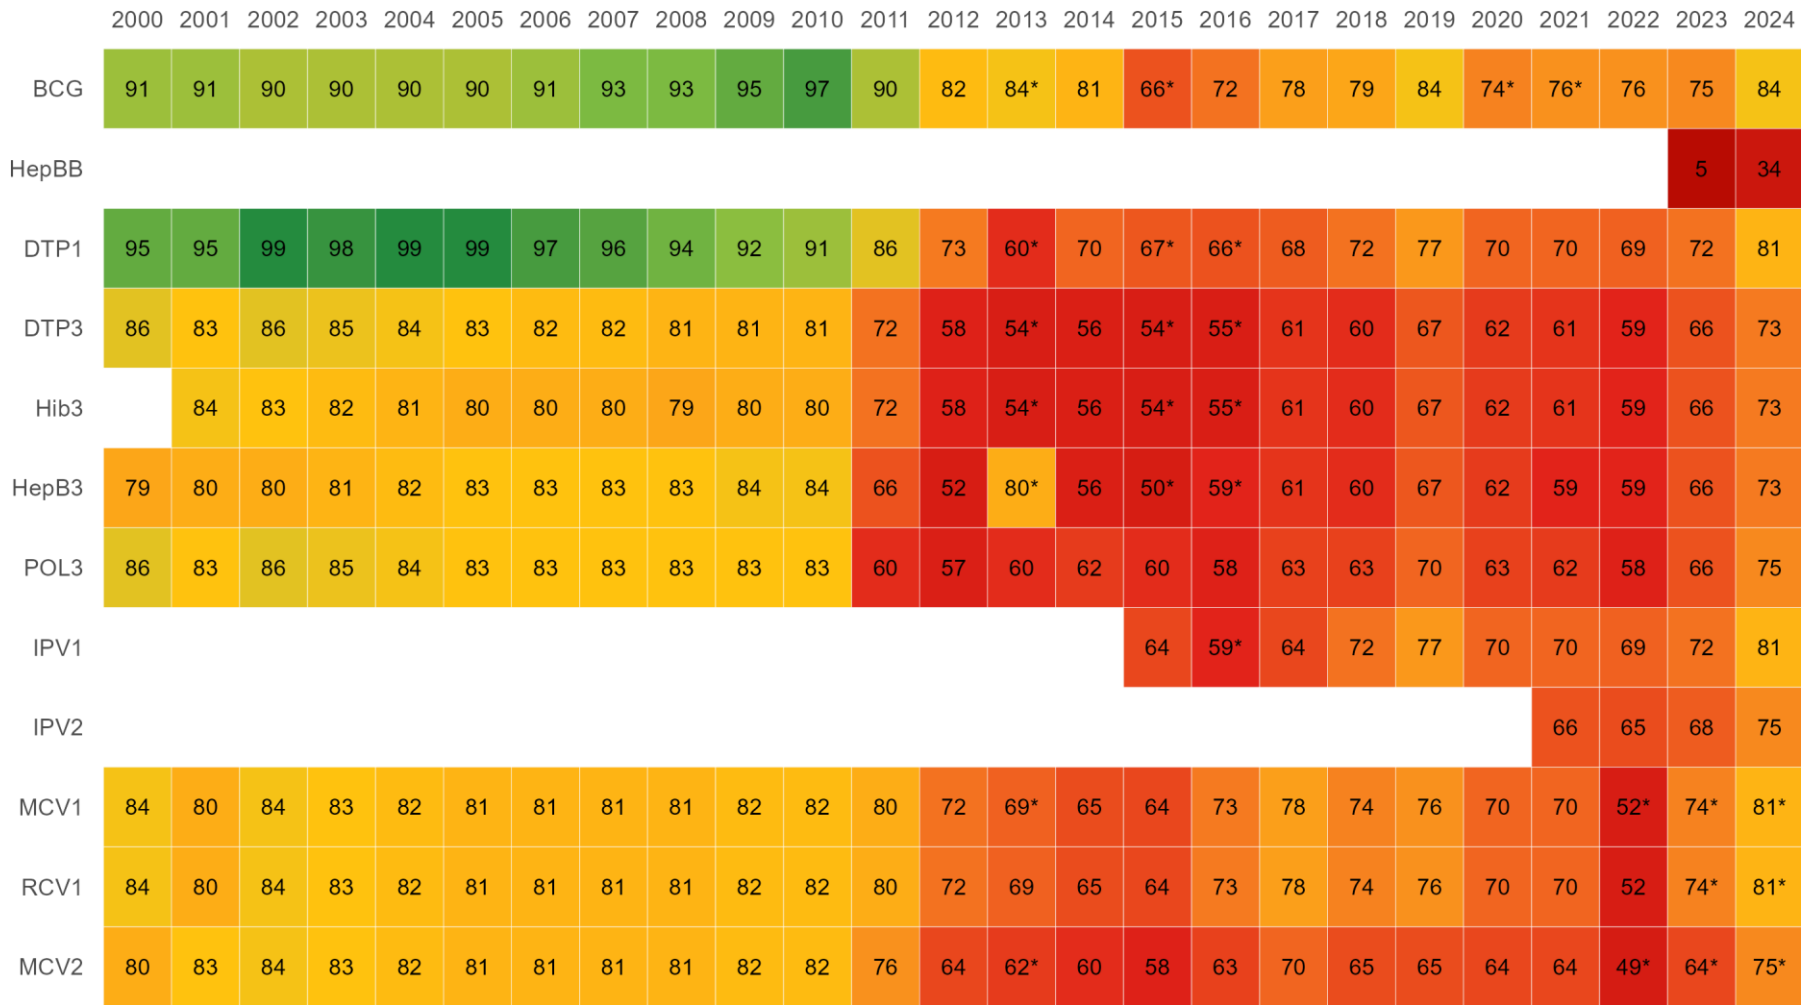 2000 2001 2002 2003 2004 2005 2006 2007 2008 2009 2010 2011 2012 2013 2014 2015 2016 2017 2018 2019 2020 2021 2022 2023 2024
BCG 91 91 90 90 90 90 91 93 93 95 97 90 82 84* 81 66* 72 78 79 84 74* 76* 76 75 84
HepBB 5 34
DTP1 95 95 99 98 99 99 97 96 94 92 91 86 73 60* 70 67* 66* 68 72 77 70 70 69 72 81
DTP3 86 83 86 85 84 83 82 82 81 81 81 72 58 54* 56 54* 55* 61 60 67 62 61 59 66 73
Hib3 84 83 82 81 80 80 80 79 80 80 72 58 54* 56 54* 55* 61 60 67 62 61 59 66 73
HepB3 79 80 80 81 82 83 83 83 83 84 84 66 52 80* 56 50* 59* 61 60 67 62 59 59 66 73
POL3 86 83 86 85 84 83 83 83 83 83 83 60 57 60 62 60 58 63 63 70 63 62 58 66 75
IPV1 64 59* 64 72 77 70 70 69 72 81
IPV2 66 65 68 75
MCV1 84 80 84 83 82 81 81 81 81 82 82 80 72 69* 65 64 73 78 74 76 70 70 52* 74* 81*
RCV1 84 80 84 83 82 81 81 81 81 82 82 80 72 69 65 64 73 78 74 76 70 70 52 74* 81*
MCV2 80 83 84 83 82 81 81 81 81 82 82 76 64 62* 60 58 63 70 65 65 64 64 49* 64* 75*